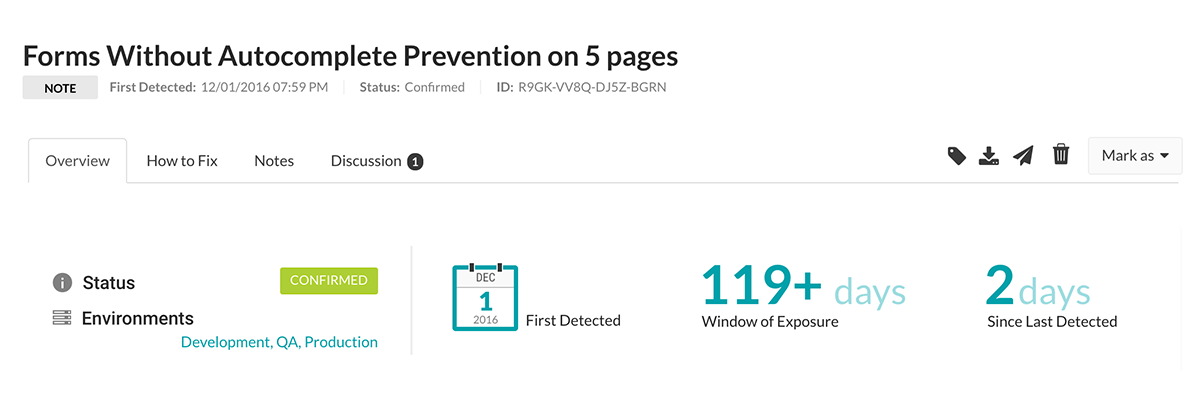 Forms Without Autocomplete Prevention on 5 pages
NOTE First Detected: 12/01/2016 07:59 PM Status: Confirmed ID: R9GK-VV8Q-DJ5Z-BGRN
Overview How to Fix Notes Discussion 1 Mark as
Status CONFIRMED
Environments
Development, QA, Production
DEC
1
2016
First Detected
119+ days
Window of Exposure
2 days
Since Last Detected